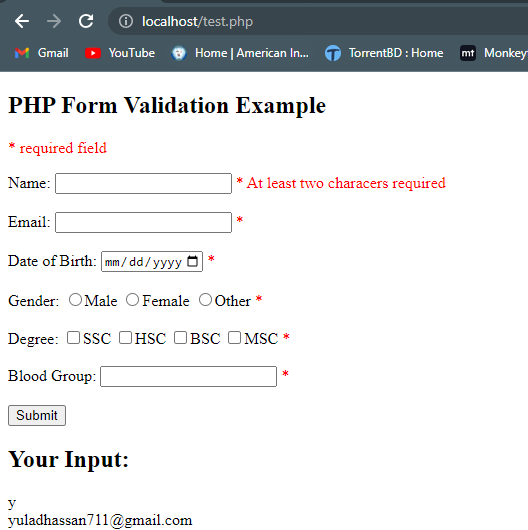 localhost/test.php
Gmail YouTube Home | American In... TorrentBD : Home mt Monkey
PHP Form Validation Example
* required field
Name: * At least two characers required
Email: *
Date of Birth: mm/dd/yyyy *
Gender: Male Female Other *
Degree: SSC HSC BSC MSC *
Blood Group: *
Submit
Your Input:
y
yuladhassan711@gmail.com